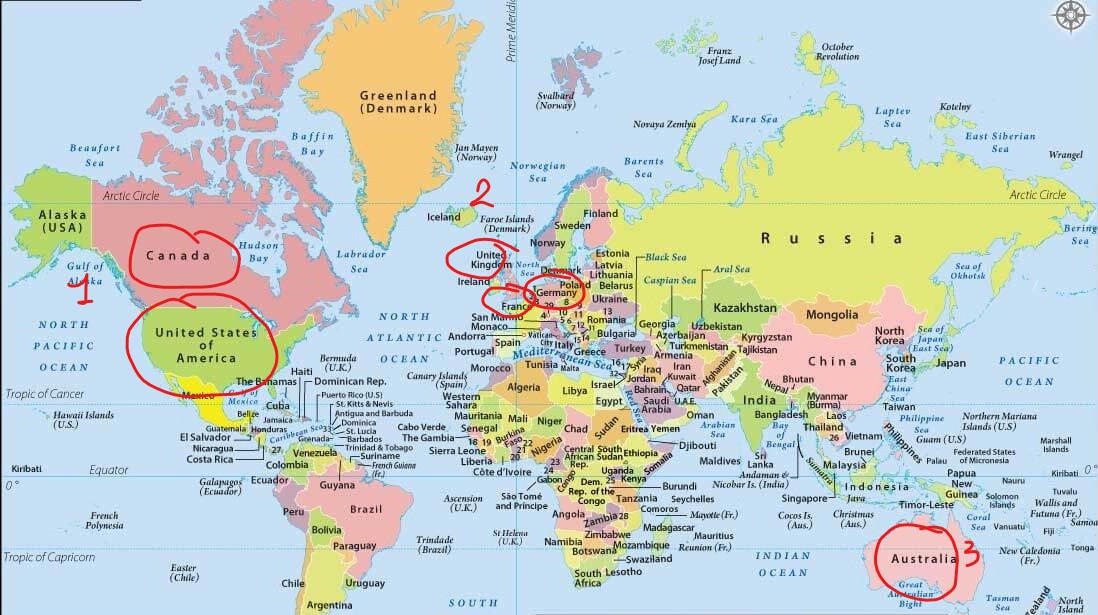 Prime Meridi
Greenland
(Denmark)
Svalbard
(Norway)
Franz
Josef Land
October
Revolution
Novaya Zemlya
Kara Sea
Laptev
Sea
Kotelny
East Siberian
Sea
Wrangel
Beaufort
Sea
Baffin
Bay
Jan Mayen
(Norway)
Norwegian
Sea
Barents
Sea
Arctic Circle
Arctic Circle
Alaska
(USA)
2
Iceland
Faroe Islands
(Denmark)
Finland
Sweden
Norway
Russia
Bering
Sea
Canada
Hudson
Bay
Labrador
Sea
Gulf of
Alaska
1
United
Kingdom
North
Sea
Ireland
Denmark
Estonia
Latvia
Lithuania
Belarus
Poland
Germany
Ukraine
France
Black Sea
Caspian Sea
Aral Sea
Sea of
Okhotsk
NORTH
PACIFIC
OCEAN
United States
of
America
NORTH
ATLANTIC
OCEAN
San Marino
Monaco
Andorra
Portugal
Spain
Vatican City
Italy
Romania
Bulgaria
Greece
Turkey
Malta
Mediterranean Sea
Georgia
Azerbaijan
Armenia
Turkmenistan
Uzbekistan
Kazakhstan
Kyrgyzstan
Tajikistan
Mongolia
China
North
Korea
South
Korea
Sea of
Japan
(East Sea)
Japan
PACIFIC
OCEAN
Bermuda
(U.K.)
Canary Islands
(Spain)
Morocco
Tunisia
Algeria
Libya
Egypt
Israel
Syria
Jordan
Iraq
Iran
Kuwait
Bahrain
Qatar
Saudi
Arabia
U.A.E.
Oman
Afghanistan
Pakistan
Nepal
Bhutan
India
Bangladesh
Myanmar
(Burma)
Laos
Thailand
Vietnam
East
China
Sea
Taiwan
Philippine
Sea
Philippines
Northern Mariana
Islands (U.S.)
Guam (U.S)
Tropic of Cancer
Hawaii Islands
(U.S.)
Mexico
Gulf of
Mexico
The Bahamas
Cuba
Haiti
Dominican Rep.
Puerto Rico (U.S)
St. Kitts & Nevis
Antigua and Barbuda
Dominica
St. Lucia
Barbados
Grenada
Trinidad & Tobago
Jamaica
Belize
Guatemala
Honduras
El Salvador
Nicaragua
Costa Rica
Caribbean Sea
Venezuela
Suriname
French Guiana
(Fr.)
Colombia
Guyana
Ecuador
Galapagos
(Ecuador)
Western
Sahara
Mauritania
Cabo Verde
Senegal
The Gambia
Sierra Leone
Liberia
Côte d'Ivoire
Mali
Burkina
Faso
Niger
Nigeria
Chad
Sudan
Eritrea
Yemen
Red Sea
Arabian
Sea
Djibouti
Central
African
Rep.
South
Sudan
Ethiopia
Somalia
Gabon
Congo
Dem.
Rep. of the
Congo
Uganda
Kenya
Burundi
Tanzania
Seychelles
Comoros
Mayotte (Fr.)
São Tomé
and Príncipe
Angola
Zambia
Zimbabwe
Mozambique
Madagascar
Mauritius
Reunion (Fr.)
Namibia
Botswana
Swaziland
South
Africa
Lesotho
Maldives
Sri
Lanka
Bay
of
Bengal
Andaman &
Nicobar Is. (India)
Singapore
Sumatra
Malaysia
Brunei
Indonesia
Java
Timor-Leste
Cocos Is.
(Aus.)
Christmas
(Aus.)
Palau
Federated States
of Micronesia
Papua
New
Guinea
Marshall
Islands
Nauru
Kiribati
Solomon
Islands
Tuvalu
Wallis and
Futuna (Fr.)
Samoa
Coral
Sea
Vanuatu
Fiji
Tonga
New Caledonia
(Fr.)
Kiribati
Equator
0°
0°
French
Polynesia
Tropic of Capricorn
Easter
(Chile)
Peru
Brazil
Bolivia
Paraguay
Chile
Uruguay
Argentina
Ascension
(U.K.)
St Helena
(U.K.)
Trindade
(Brazil)
INDIAN
OCEAN
Australia
3
Great
Australian
Bight
Tasman
Sea
Zealand
North
Island
SOUTH